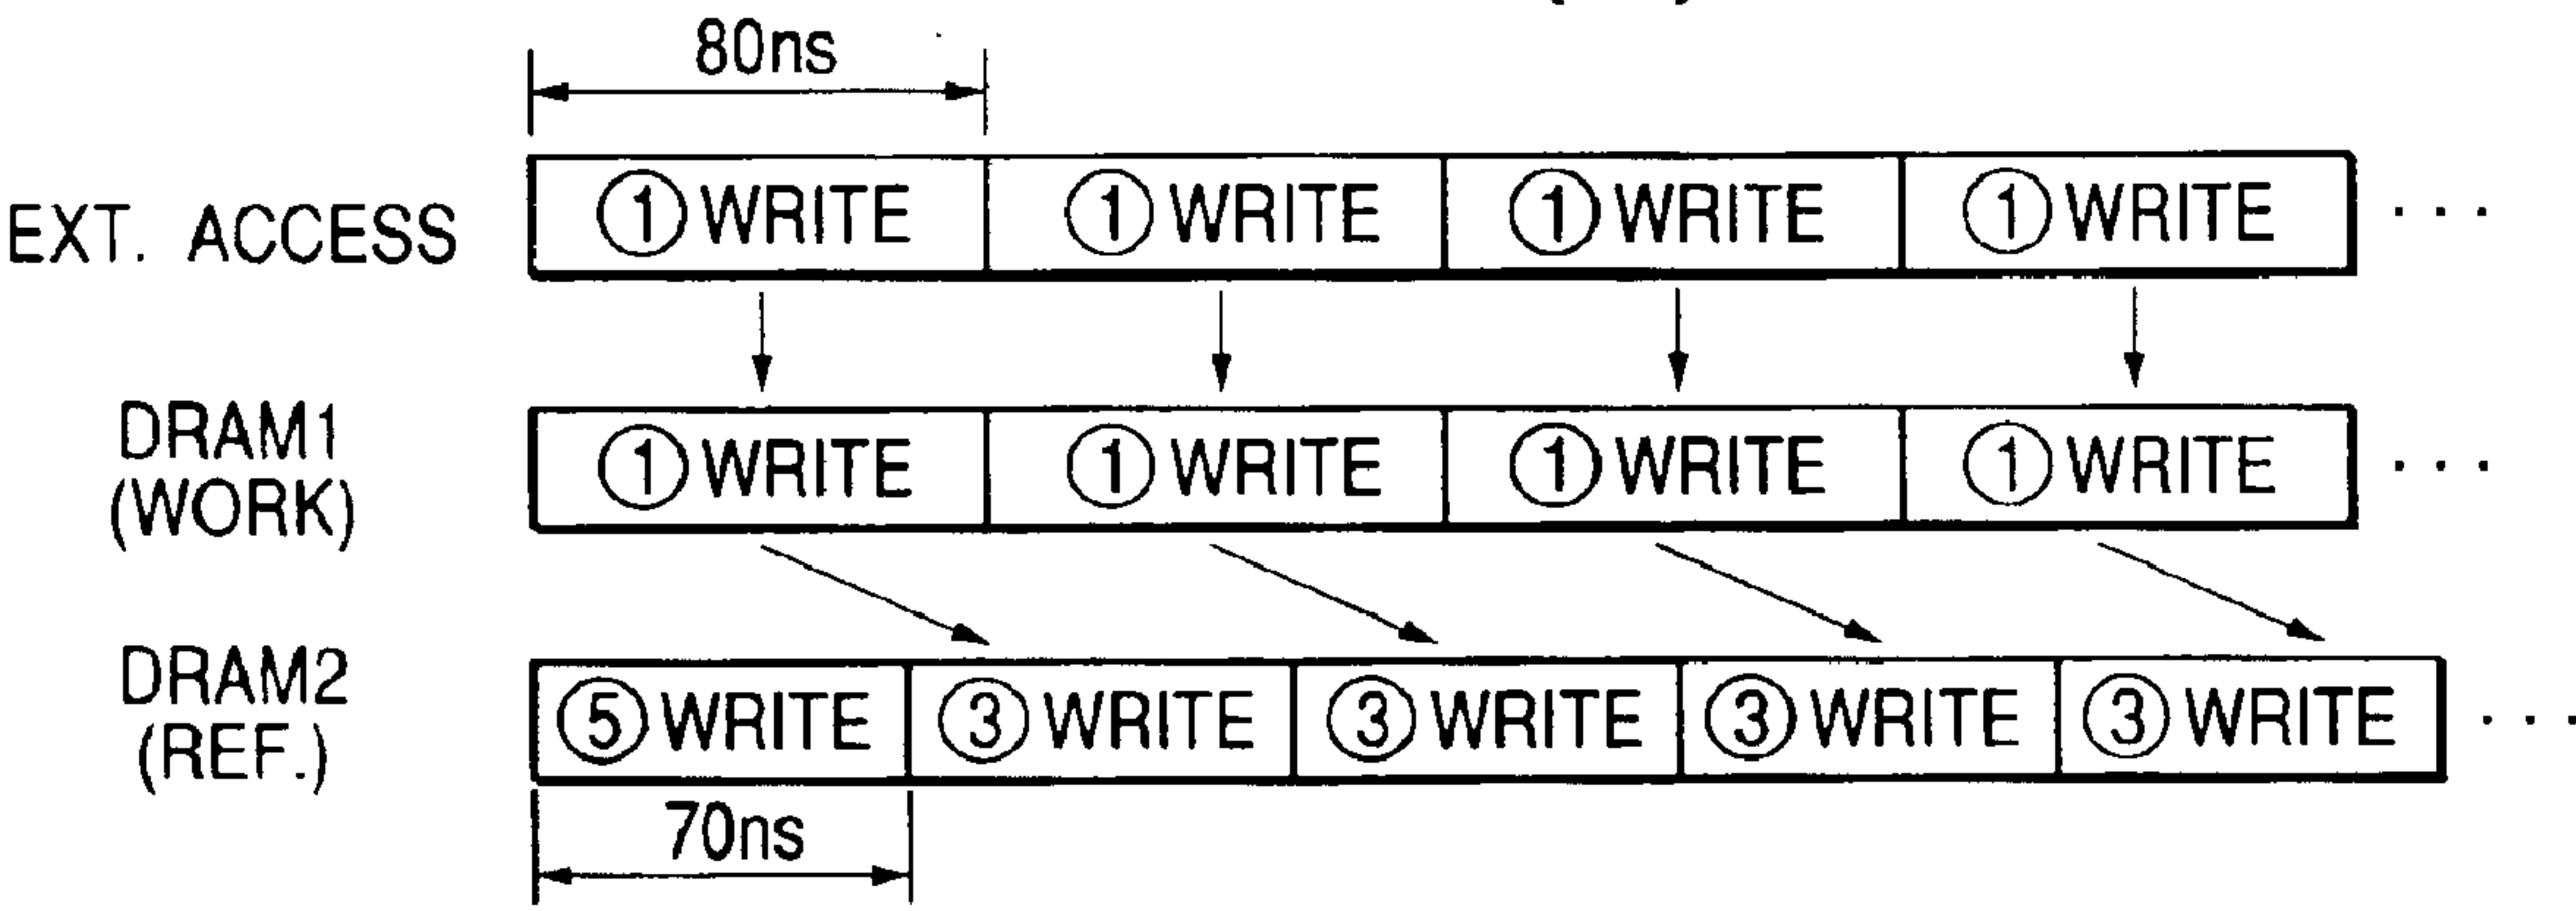 80ns
EXT. ACCESS ①WRITE ①WRITE ①WRITE ①WRITE ···
DRAM1
(WORK)
①WRITE ①WRITE ①WRITE ①WRITE ···
DRAM2
(REF.)
⑤WRITE ③WRITE ③WRITE ③WRITE ③WRITE ···
70ns